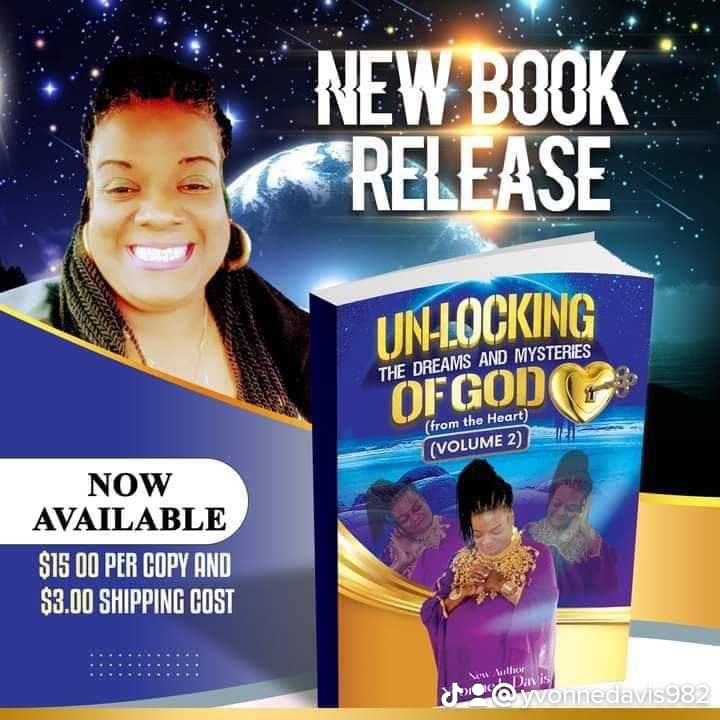 NEW BOOK
RELEASE
UN-LOCKING
THE DREAMS AND MYSTERIES
OF GOD
(from the Heart)
(VOLUME 2)
NOW
AVAILABLE
$15 00 PER COPY AND
$3.00 SHIPPING COST
New Author
Davis
@yvonnedavis982